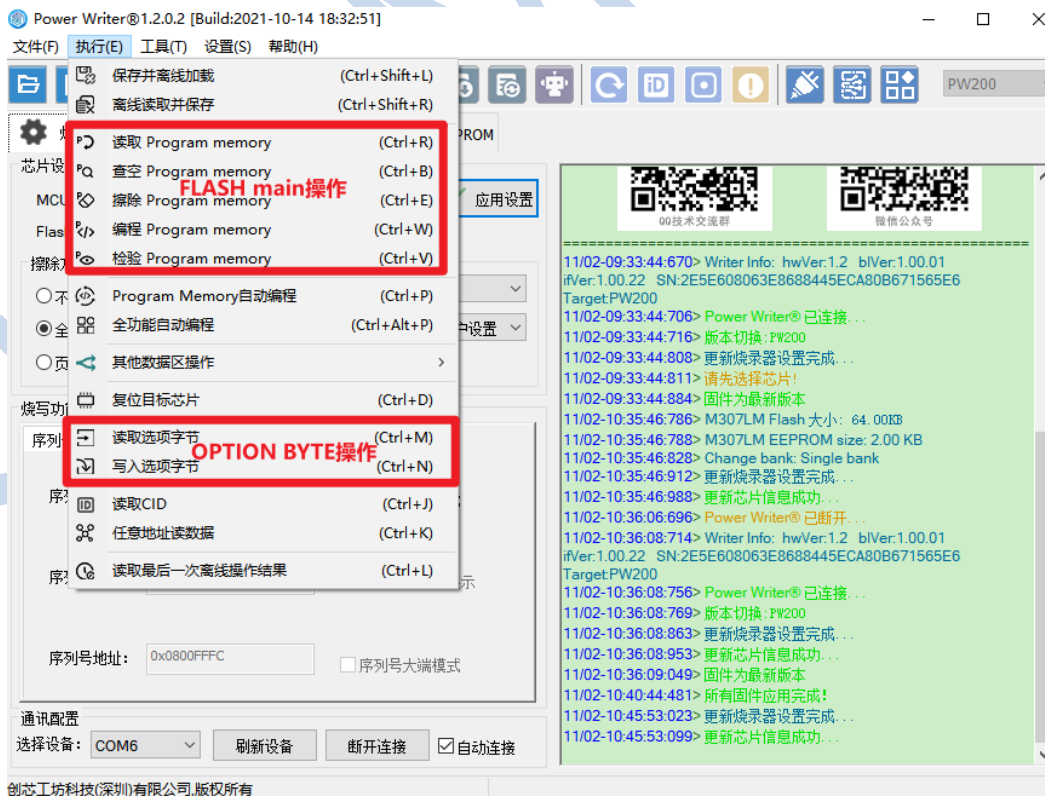 Power Writer®1.2.0.2 [Build:2021-10-14 18:32:51]
文件(F) 执行(E) 工具(T) 设置(S) 帮助(H)
保存并离线加载 (Ctrl+Shift+L)
离线读取并保存 (Ctrl+Shift+R)
PW200
读取 Program memory (Ctrl+R)
查空 Program memory (Ctrl+B)
擦除 Program memory (Ctrl+E)
编程 Program memory (Ctrl+W)
检验 Program memory (Ctrl+V)
FLASH main操作
Program Memory自动编程 (Ctrl+P)
全功能自动编程 (Ctrl+Alt+P)
其他数据区操作
复位目标芯片 (Ctrl+D)
读取选项字节 (Ctrl+M)
写入选项字节 (Ctrl+N)
OPTION BYTE操作
读取CID (Ctrl+J)
任意地址读数据 (Ctrl+K)
读取最后一次离线操作结果 (Ctrl+L)
PROM
芯片设
MCU
Flas
应用设置
擦除方
不
全
页
户设置
烧写功能
序列
序
序列
示
序列号地址: 0x0800FFFC
序列号大端模式
通讯配置
选择设备: COM6 刷新设备 断开连接 自动连接
创芯工坊科技(深圳)有限公司,版权所有
QQ技术交流群 微信公众号
====================================================
11/02-09:33:44:670> Writer Info: hwVer:1.2 blVer:1.00.01
ifVer:1.00.22 SN:2E5E608063E8688445ECA80B671565E6
Target:PW200
11/02-09:33:44:706> Power Writer® 已连接...
11/02-09:33:44:716> 版本切换:PW200
11/02-09:33:44:808> 更新烧录器设置完成...
11/02-09:33:44:811> 请先选择芯片!
11/02-09:33:44:884> 固件为最新版本
11/02-10:35:46:786> M307LM Flash 大小: 64.00KB
11/02-10:35:46:788> M307LM EEPROM size: 2.00 KB
11/02-10:35:46:828> Change bank: Single bank
11/02-10:35:46:912> 更新烧录器设置完成...
11/02-10:35:46:988> 更新芯片信息成功...
11/02-10:36:06:696> Power Writer® 已断开...
11/02-10:36:08:714> Writer Info: hwVer:1.2 blVer:1.00.01
ifVer:1.00.22 SN:2E5E608063E8688445ECA80B671565E6
Target:PW200
11/02-10:36:08:756> Power Writer® 已连接...
11/02-10:36:08:769> 版本切换:PW200
11/02-10:36:08:863> 更新烧录器设置完成...
11/02-10:36:08:953> 更新芯片信息成功...
11/02-10:36:09:049> 固件为最新版本
11/02-10:40:44:481> 所有固件应用完成!
11/02-10:45:53:023> 更新烧录器设置完成...
11/02-10:45:53:099> 更新芯片信息成功...